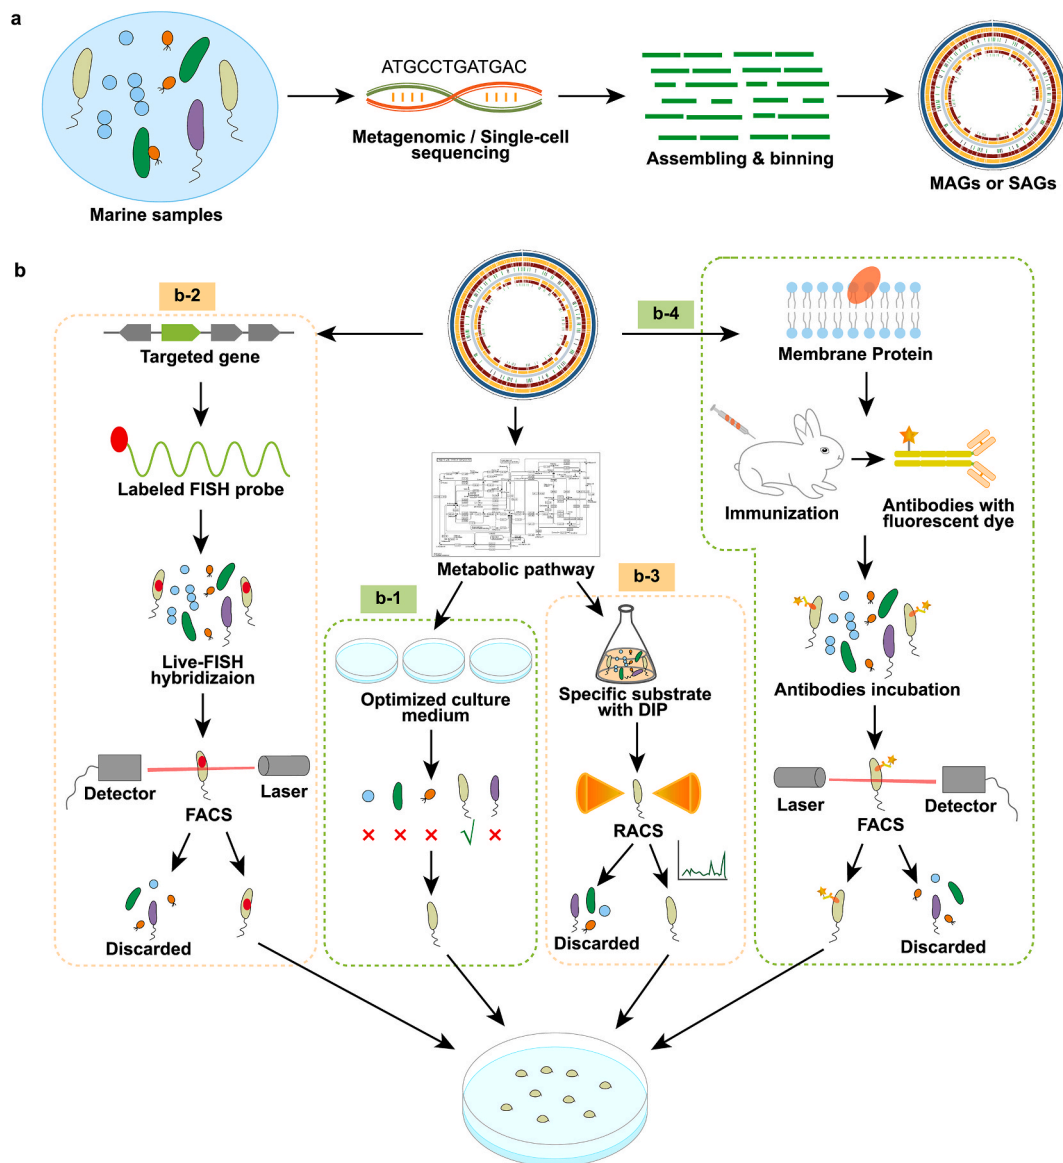 a
ATGCCTGATGAC
Metagenomic / Single-cell
sequencing
Assembling & binning
MAGs or SAGs
Marine samples
b
b-2
Targeted gene
Labeled FISH probe
Live-FISH
hybridizaion
Detector
Laser
FACS
Discarded
Metabolic pathway
b-1
Optimized culture
medium
b-3
Specific substrate
with DIP
RACS
Discarded
b-4
Membrane Protein
Immunization
Antibodies with
fluorescent dye
Antibodies incubation
Laser
Detector
FACS
Discarded